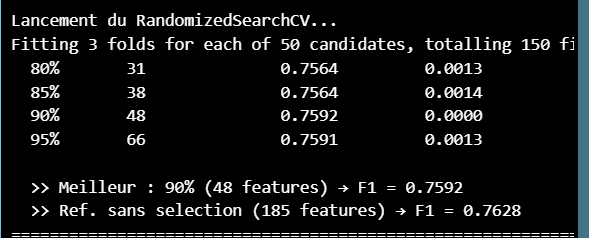 Lancement du RandomizedSearchCV...
Fitting 3 folds for each of 50 candidates, totalling 150 fi
80% 31 0.7564 0.0013
85% 38 0.7564 0.0014
90% 48 0.7592 0.0000
95% 66 0.7591 0.0013
>> Meilleur : 90% (48 features) → F1 = 0.7592
>> Ref. sans selection (185 features) → F1 = 0.7628
==========================================================